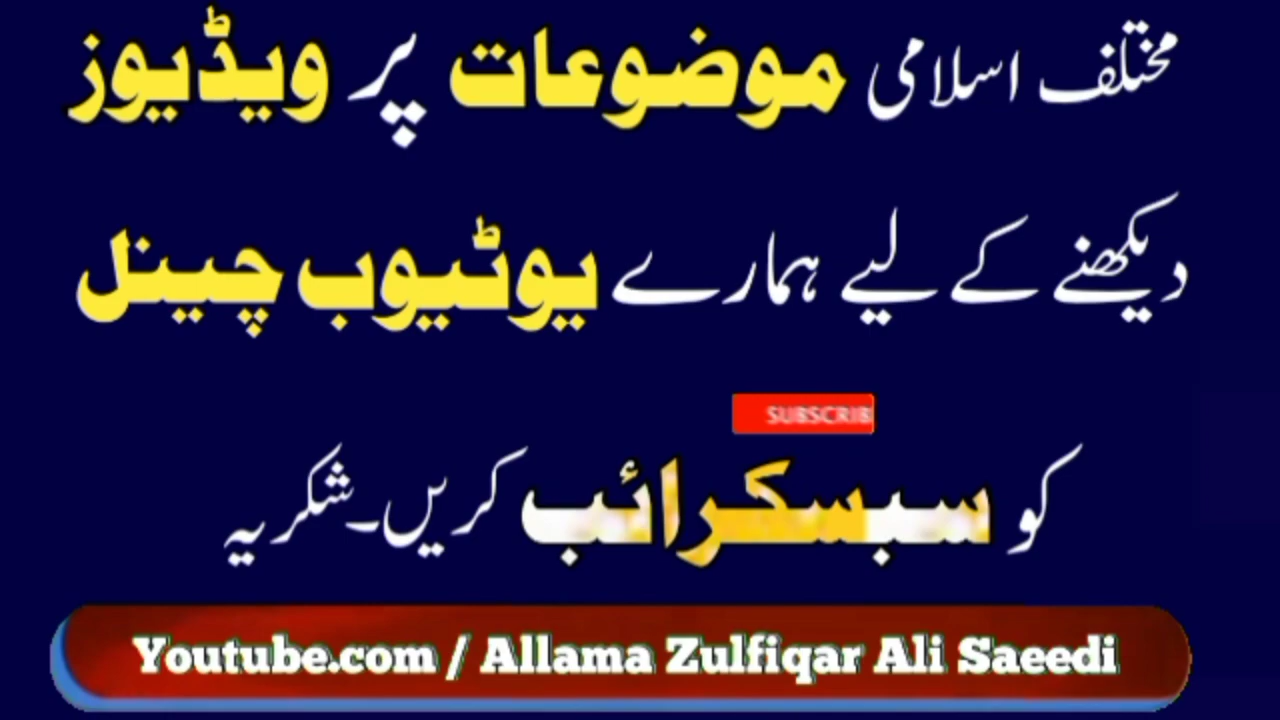 مختلف اسلامی موضوعات پر ویڈیوز
دیکھنے کے لیے ہمارے یوٹیوب چینل
SUBSCRIB
کو سبسکرائب کریں۔شکریہ
Youtube.com / Allama Zulfiqar Ali Saeedi